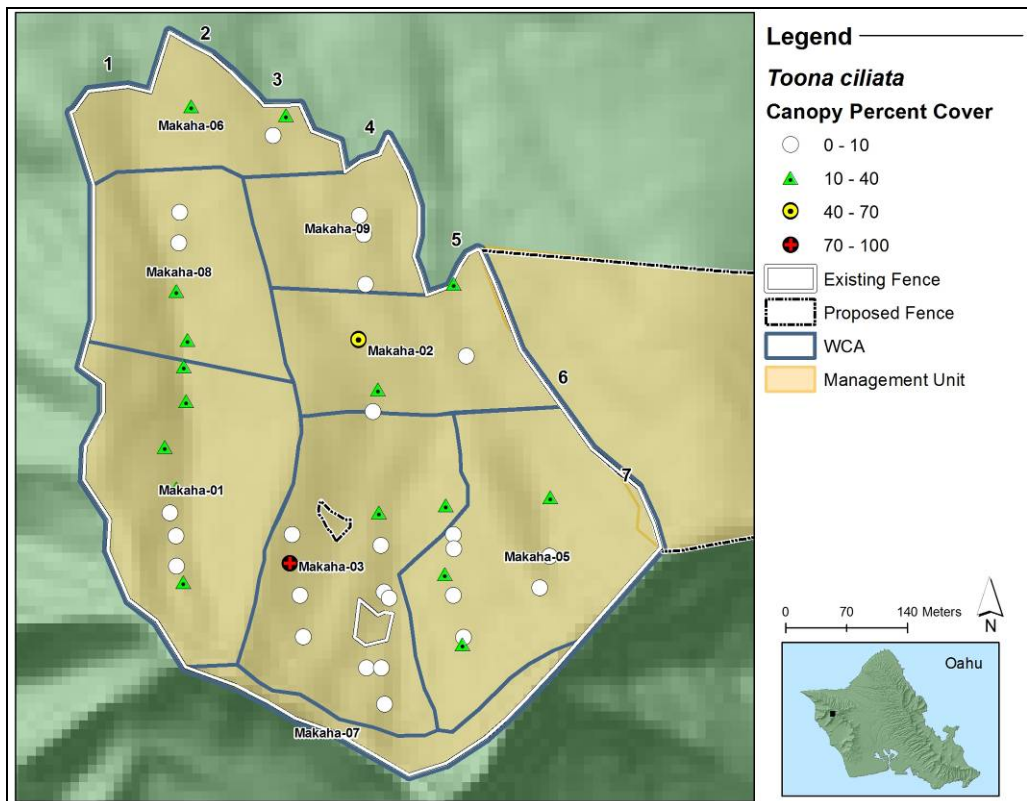 1
2
3
4
5
6
7
Makaha-06
Makaha-09
Makaha-08
Makaha-02
Makaha-01
Makaha-03
Makaha-05
Makaha-07
Legend
Toona ciliata
Canopy Percent Cover
0 - 10
10 - 40
40 - 70
70 - 100
Existing Fence
Proposed Fence
WCA
Management Unit
0 70 140 Meters
N
Oahu